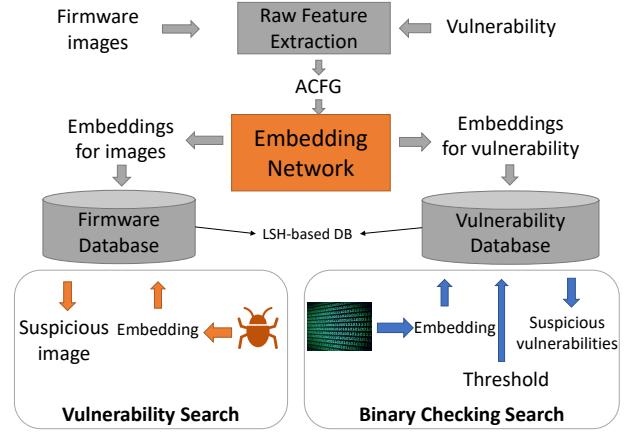 Firmware
images
Raw Feature
Extraction
Vulnerability
ACFG
Embeddings
for images
Embedding
Network
Embeddings
for vulnerability
Firmware
Database
LSH-based DB
Vulnerability
Database
Suspicious
image
Embedding
Vulnerability Search
Embedding
Suspicious
vulnerabilities
Threshold
Binary Checking Search